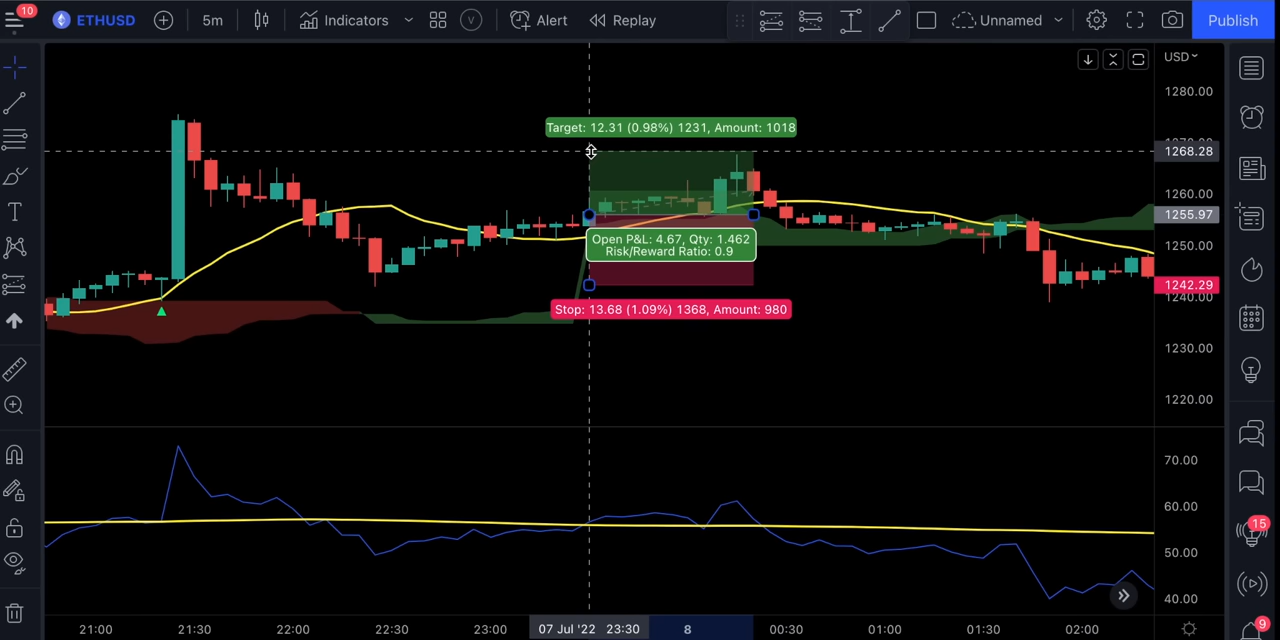 10
ETHUSD
5m
Indicators
V
Alert
Replay
Unnamed
Publish
USD
1280.00
Target: 12.31 (0.98%) 1231, Amount: 1018
1268.28
1260.00
1255.97
Open P&L: 4.67, Qty: 1.462
Risk/Reward Ratio: 0.9
1250.00
1242.29
1240.00
Stop: 13.68 (1.09%) 1368, Amount: 980
1230.00
1220.00
T
70.00
60.00
50.00
40.00
15
9
21:00
21:30
22:00
22:30
23:00
07 Jul '22 23:30
8
00:30
01:00
01:30
02:00